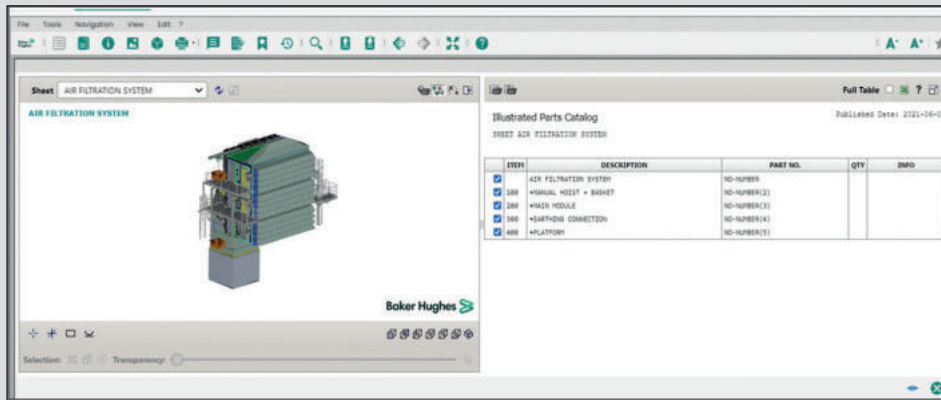 File Tools Navigation View Edit ?
A- A+
Sheet AIR FILTRATION SYSTEM
Full Table ?
AIR FILTRATION SYSTEM
Illustrated Parts Catalog
Published Date: 2021-06-0
SHEET AIR FILTRATION SYSTEM
ITEM DESCRIPTION PART NO. QTY INFO
AIR FILTRATION SYSTEM NO-NUMBER
100 •MANUAL HOIST + BASKET NO-NUMBER(2)
200 •MAIN MODULE NO-NUMBER(3)
300 •EARTHING CONNECTION NO-NUMBER(4)
400 •PLATFORM NO-NUMBER(5)
Baker Hughes
Selection: Transparency: